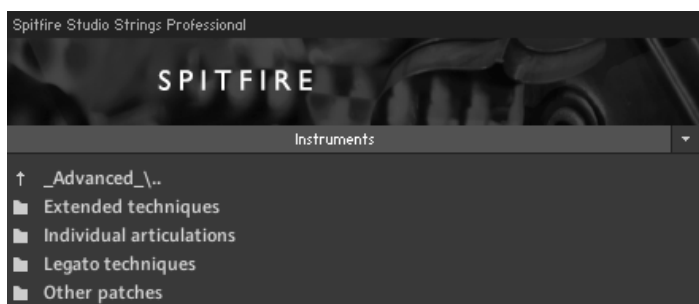 Spitfire Studio Strings Professional
SPITFIRE
Instruments
↑ _Advanced_\..
Extended techniques
Individual articulations
Legato techniques
Other patches